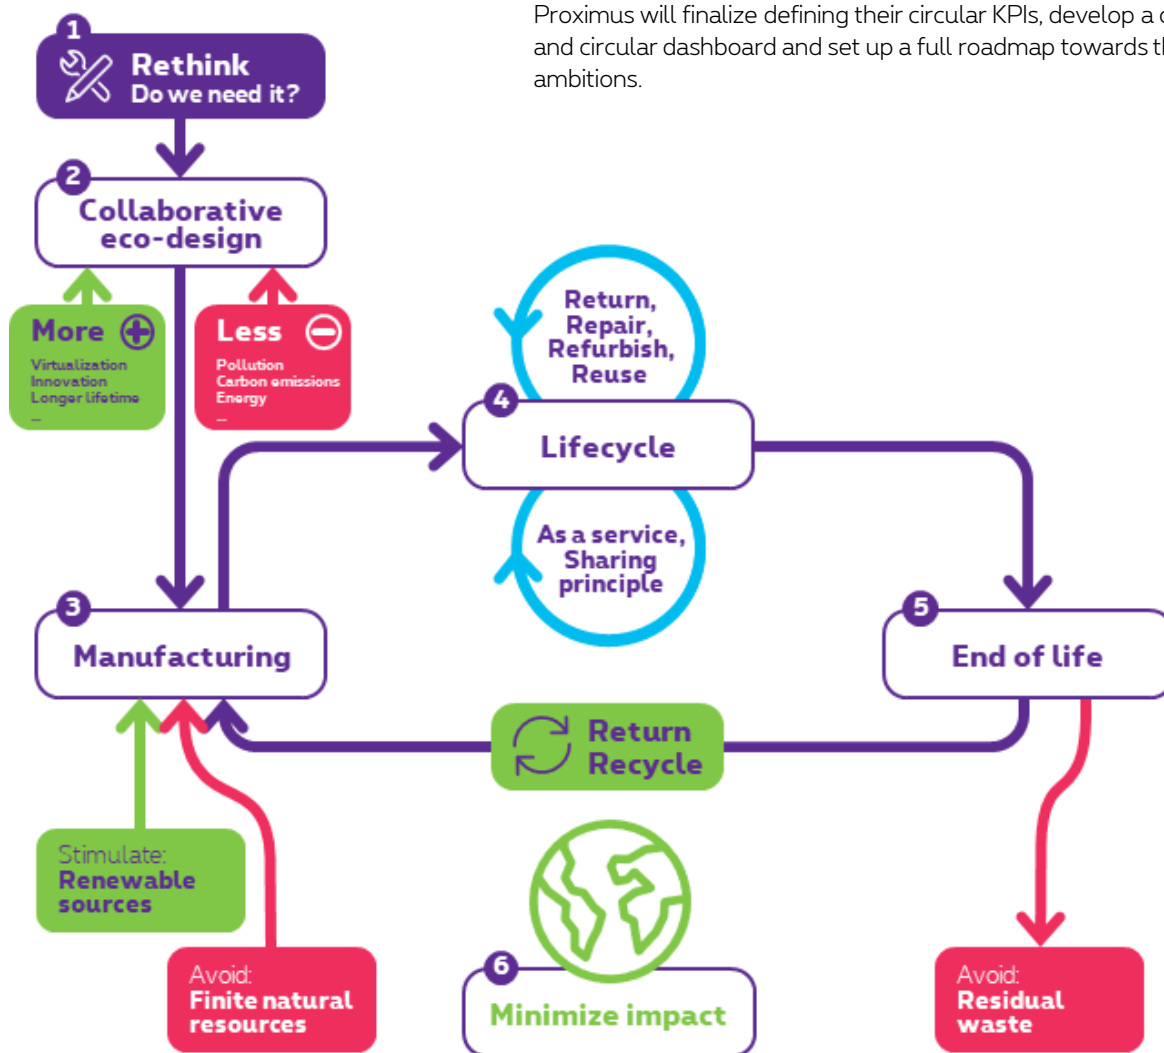 Proximus will finalize defining their circular KPIs, develop a
and circular dashboard and set up a full roadmap towards
ambitions.
1
Rethink
Do we need it?
2
Collaborative
eco-design
More
Virtualization
Innovation
Longer lifetime
...
Less
Pollution
Carbon emissions
Energy
...
Return,
Repair,
Refurbish,
Reuse
4
Lifecycle
As a service,
Sharing
principle
3
Manufacturing
5
End of life
Return
Recycle
Stimulate:
Renewable
sources
Avoid:
Finite natural
resources
6
Minimize impact
Avoid:
Residual
waste